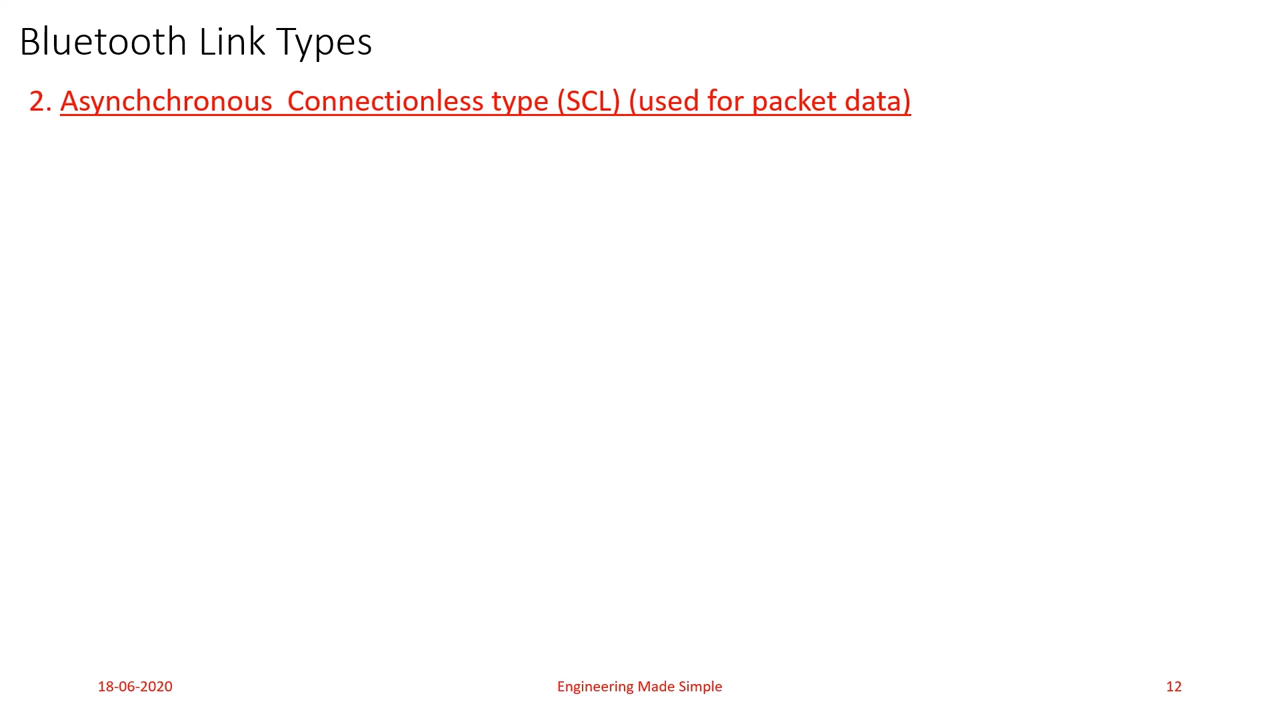 Bluetooth Link Types
2. Asynchchronous  Connectionless type (SCL) (used for packet data)
18-06-2020
Engineering Made Simple
12